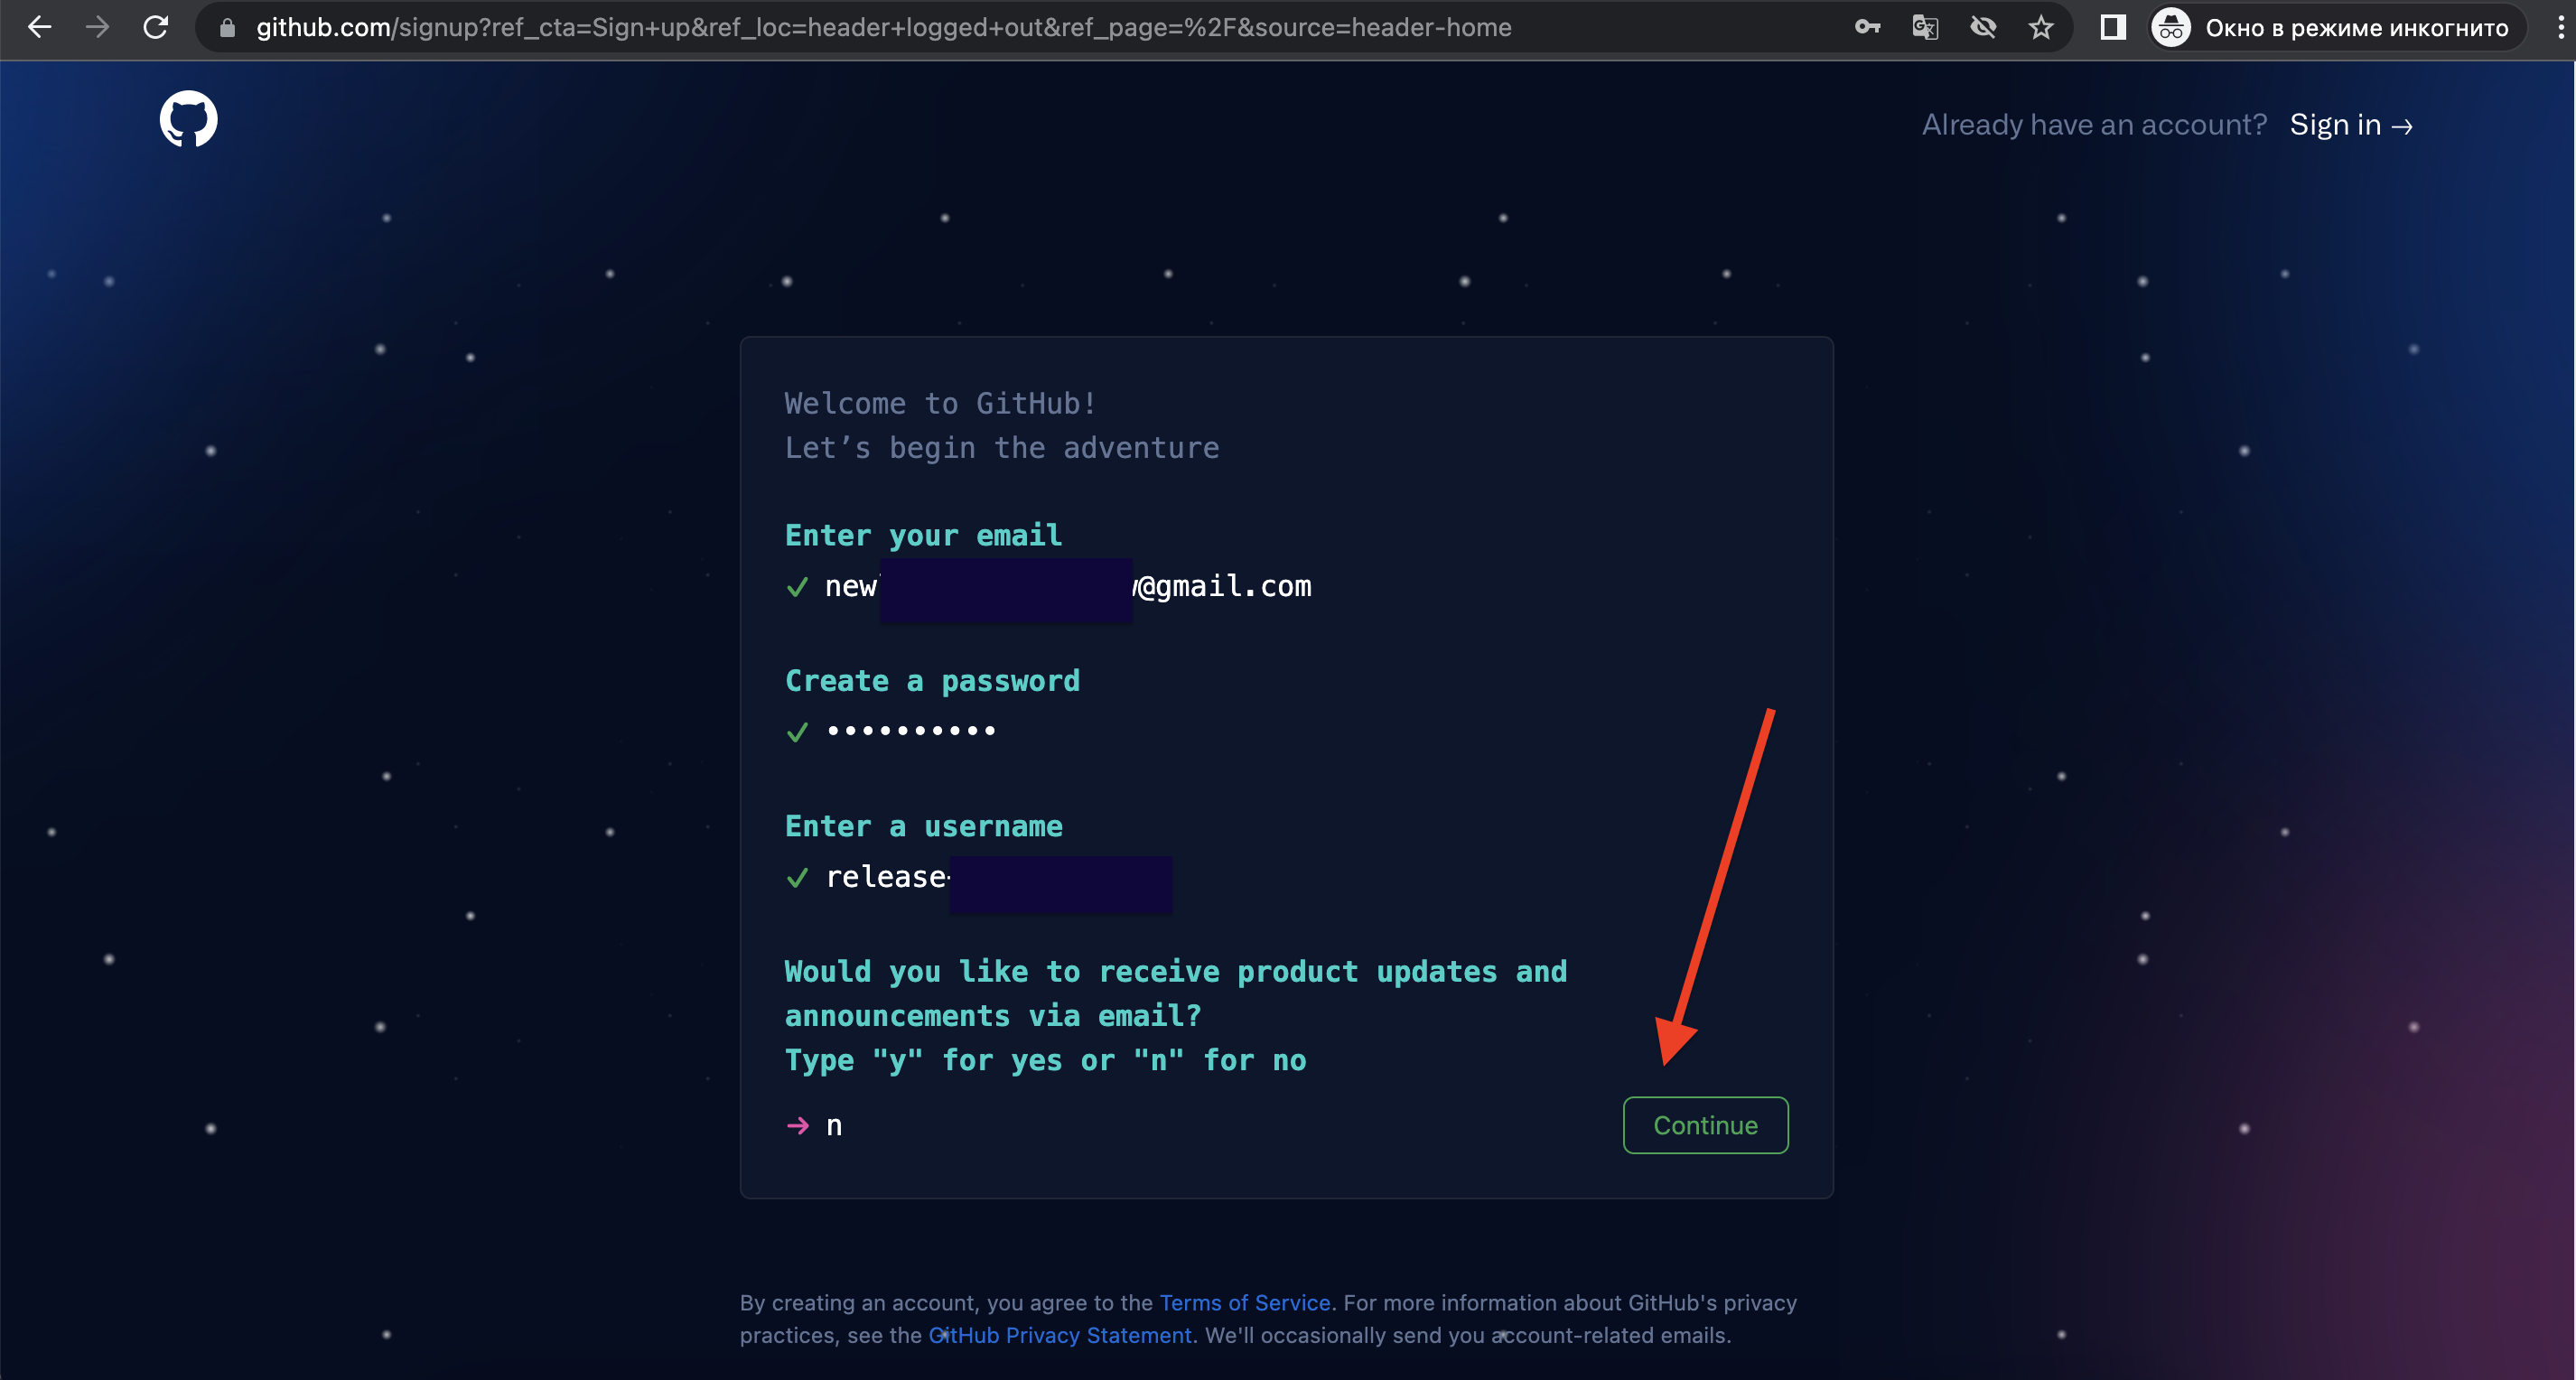 github.com/signup?ref_cta=Sign+up&ref_loc=header+logged+out&ref_page=%2F&source=header-home
Окно в режиме инкогнито
Already have an account? Sign in →
Welcome to GitHub!
Let’s begin the adventure
Enter your email
✓ new @gmail.com
Create a password
✓ ••••••••••
Enter a username
✓ release-
Would you like to receive product updates and
announcements via email?
Type "y" for yes or "n" for no
→ n
Continue
By creating an account, you agree to the Terms of Service. For more information about GitHub's privacy
practices, see the GitHub Privacy Statement. We'll occasionally send you account-related emails.